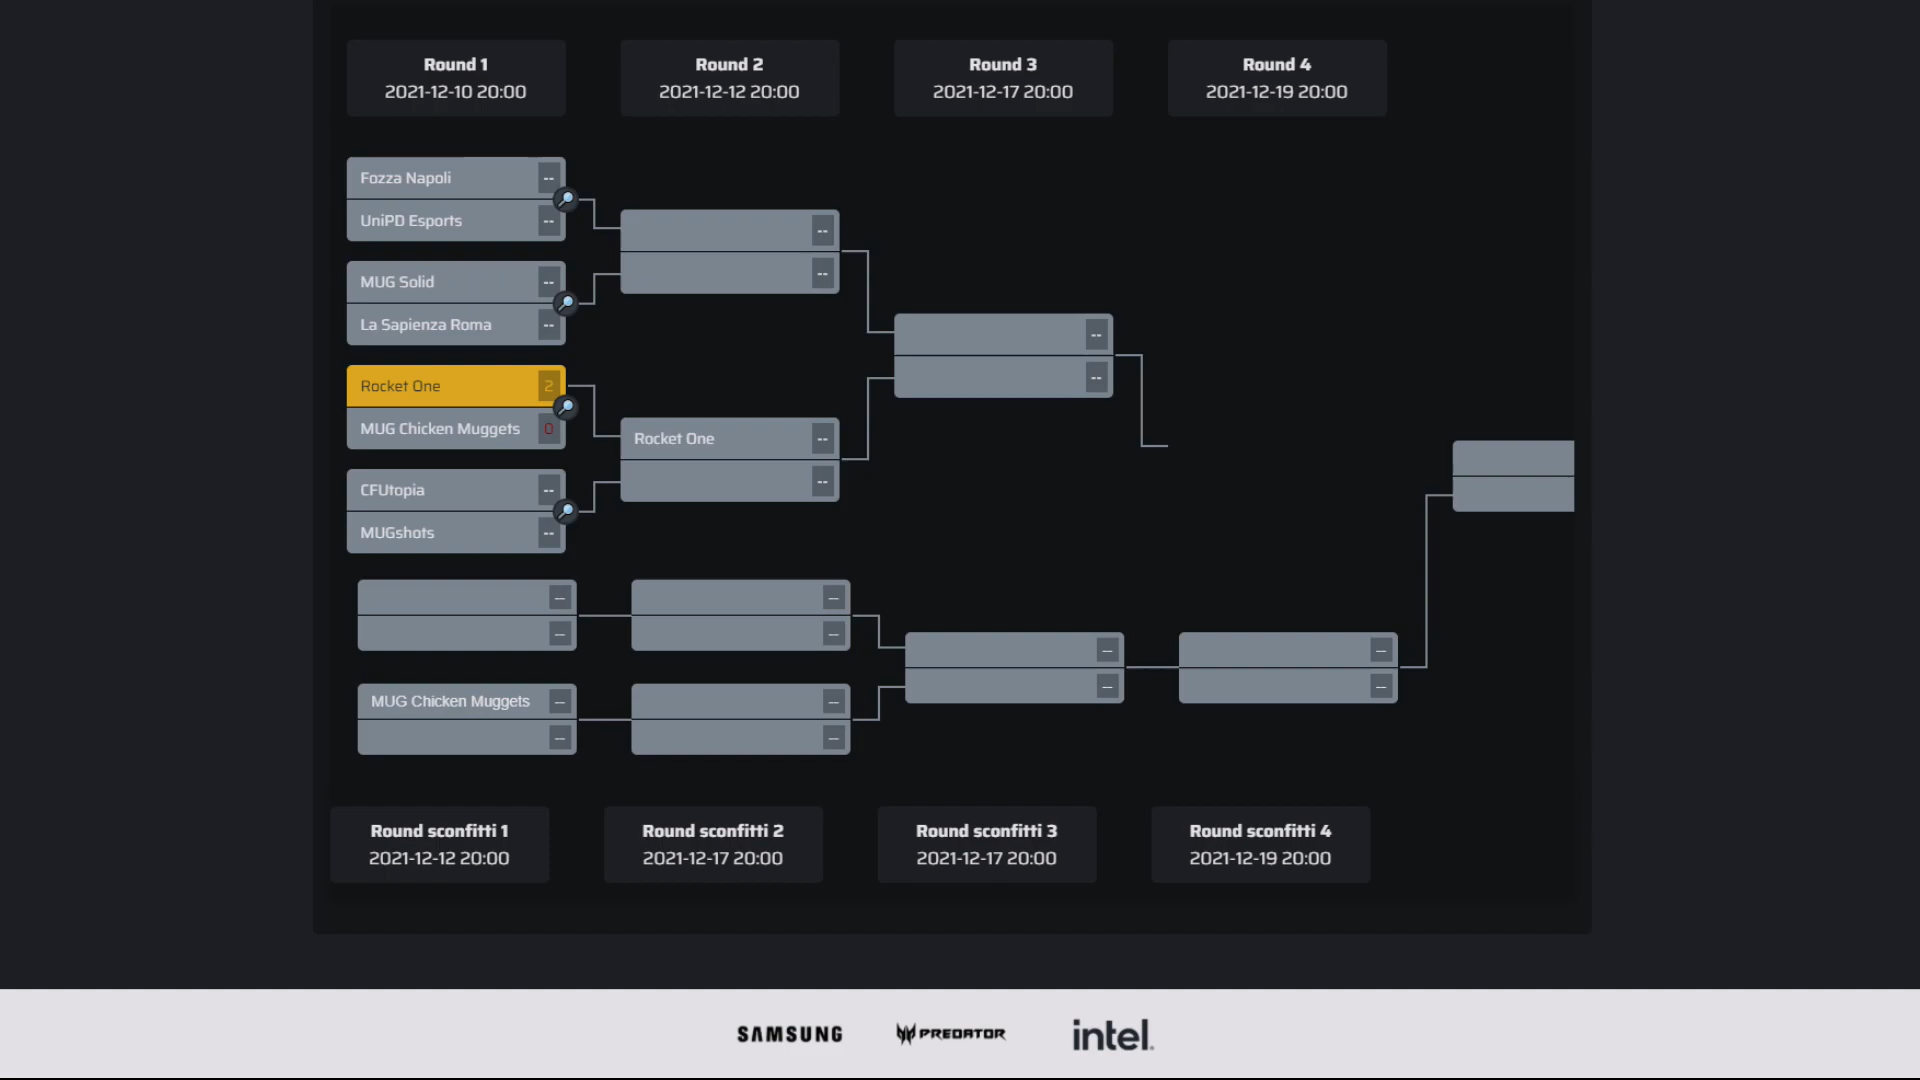 Round 1
2021-12-10 20:00
Round 2
2021-12-12 20:00
Round 3
2021-12-17 20:00
Round 4
2021-12-19 20:00
Fozza Napoli --
UniPD Esports --
MUG Solid --
La Sapienza Roma --
Rocket One 2
MUG Chicken Muggets 0
CFUtopia --
MUGshots --
--
--
Rocket One --
--
--
--
--
--
MUG Chicken Muggets --
--
--
--
--
--
--
--
--
--
Round sconfitti 1
2021-12-12 20:00
Round sconfitti 2
2021-12-17 20:00
Round sconfitti 3
2021-12-17 20:00
Round sconfitti 4
2021-12-19 20:00
SAMSUNG
PREDATOR
intel.